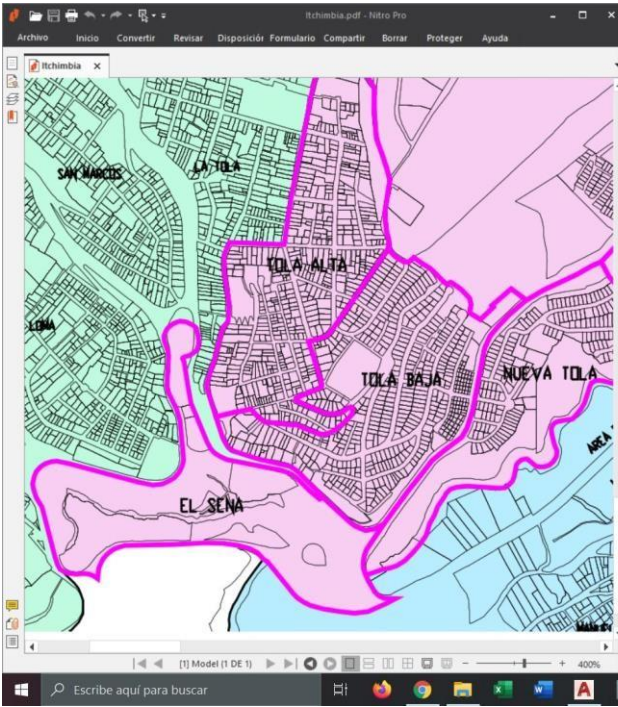 Itchimbia.pdf - Nitro Pro
Archivo Inicio Convertir Revisar Disposición Formulario Compartir Borrar Proteger Ayuda
Itchimbia
SAN MARCOS
LA TOLA
TOLA ALTA
LOMA
TOLA BAJA
NUEVA TOLA
AREA
EL SENA
[1] Model (1 DE 1)
400%
Escribe aquí para buscar